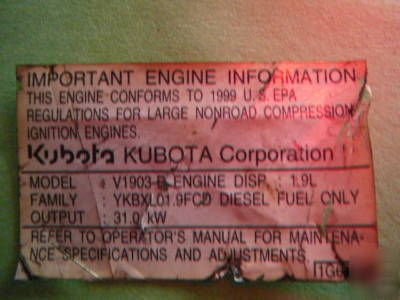 IMPORTANT ENGINE INFORMATION
THIS ENGINE CONFORMS TO 1999 U.S. EPA
REGULATIONS FOR LARGE NONROAD COMPRESSION
IGNITION ENGINES.
Kubota KUBOTA Corporation
MODEL : V1903-B ENGINE DISP : 1.9L
FAMILY : YKBXL01.9FCD DIESEL FUEL ONLY
OUTPUT : 31.0 kW
REFER TO OPERATOR'S MANUAL FOR MAINTENA-
NCE SPECIFICATIONS AND ADJUSTMENTS.